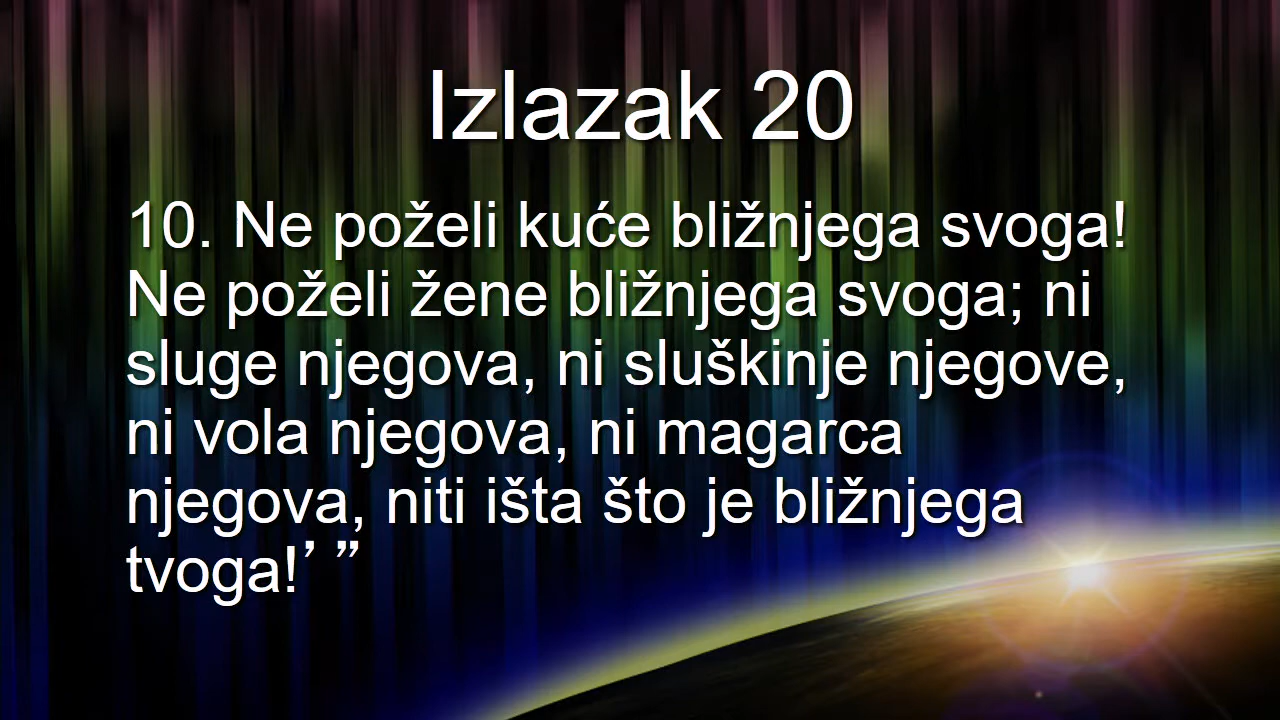 Izlazak 20
10. Ne poželi kuće bližnjega svoga!
Ne poželi žene bližnjega svoga; ni
sluge njegova, ni sluškinje njegove,
ni vola njegova, ni magarca
njegova, niti išta što je bližnjega
tvoga!’ ”